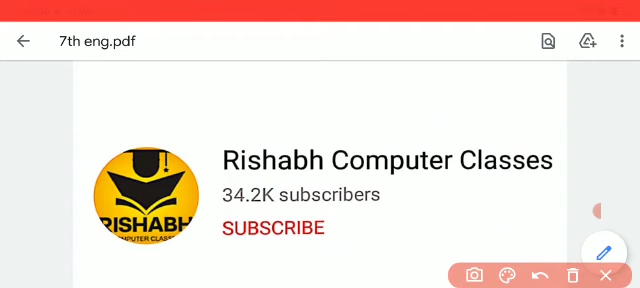 7th eng.pdf
Rishabh Computer Classes
34.2K subscribers
SUBSCRIBE
RISHABH
COMPUTER CLASSES